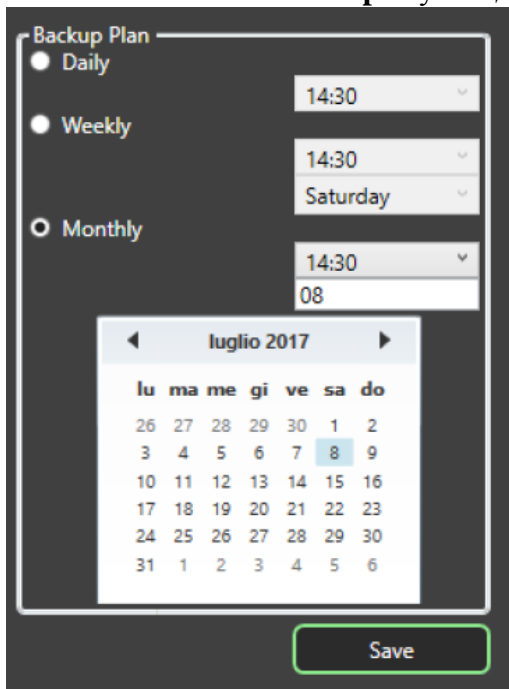 Backup Plan
Daily
14:30
Weekly
14:30
Saturday
Monthly
14:30
08
luglio 2017
lu ma me gi ve sa do
26 27 28 29 30 1 2
3 4 5 6 7 8 9
10 11 12 13 14 15 16
17 18 19 20 21 22 23
24 25 26 27 28 29 30
31 1 2 3 4 5 6
Save